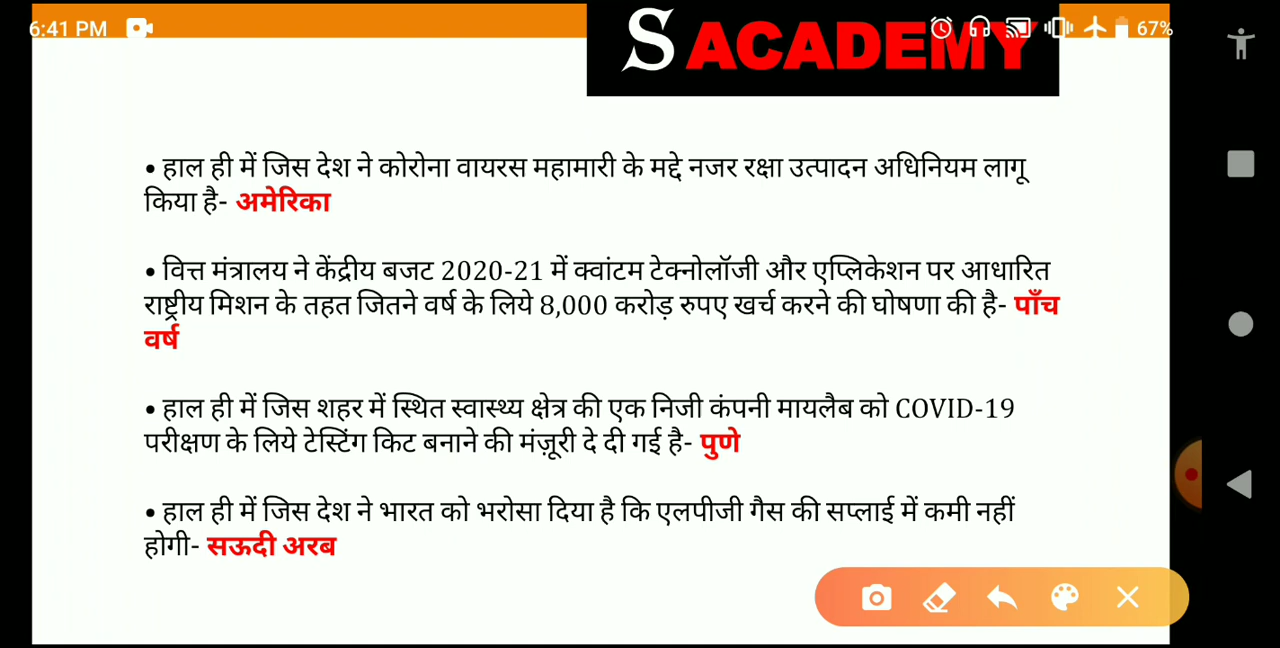 6:41 PM
67%
S ACADEMY
• हाल ही में जिस देश ने कोरोना वायरस महामारी के मद्दे नजर रक्षा उत्पादन अधिनियम लागू
किया है- अमेरिका
• वित्त मंत्रालय ने केंद्रीय बजट 2020-21 में क्वांटम टेक्नोलॉजी और एप्लिकेशन पर आधारित
राष्ट्रीय मिशन के तहत जितने वर्ष के लिये 8,000 करोड़ रुपए खर्च करने की घोषणा की है- पाँच
वर्ष
• हाल ही में जिस शहर में स्थित स्वास्थ्य क्षेत्र की एक निजी कंपनी मायलैब को COVID-19
परीक्षण के लिये टेस्टिंग किट बनाने की मंज़ूरी दे दी गई है- पुणे
• हाल ही में जिस देश ने भारत को भरोसा दिया है कि एलपीजी गैस की सप्लाई में कमी नहीं
होगी- सऊदी अरब